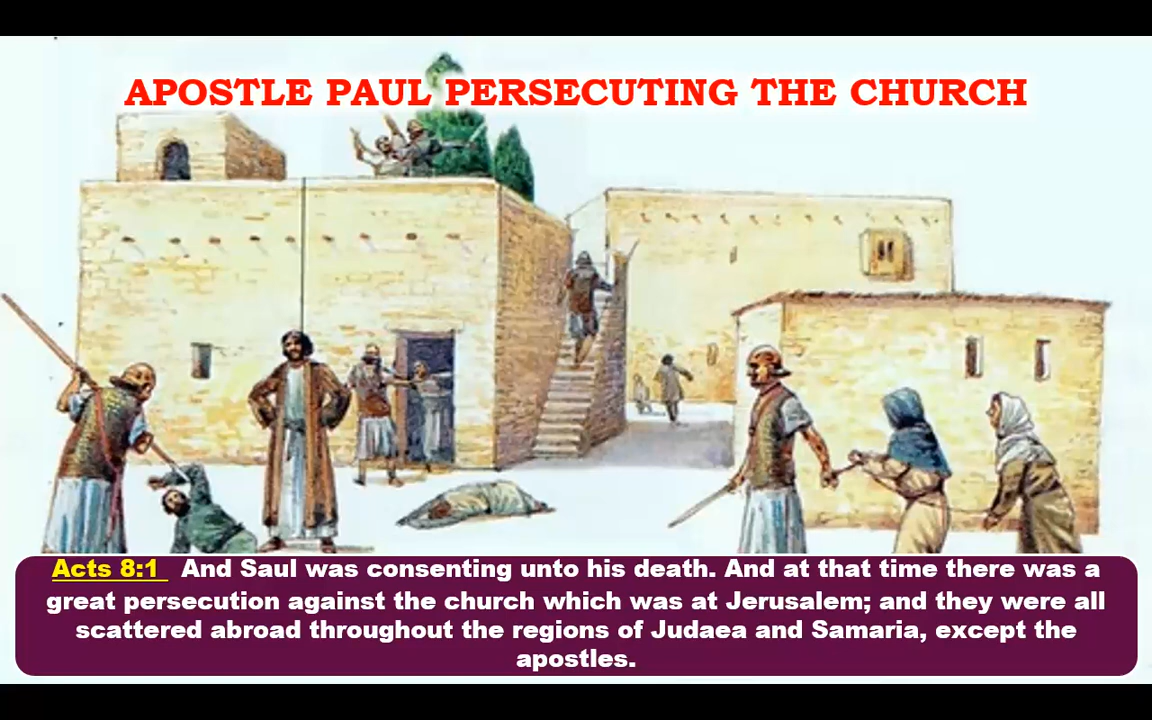 APOSTLE PAUL PERSECUTING THE CHURCH
Acts 8:1 And Saul was consenting unto his death. And at that time there was a
great persecution against the church which was at Jerusalem; and they were all
scattered abroad throughout the regions of Judaea and Samaria, except the
apostles.